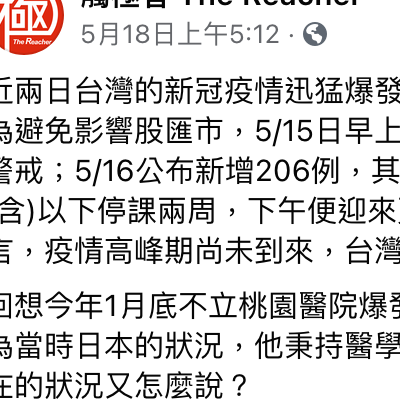 極
The Reacher
觸極者 The Reacher
5月18日上午5:12 ·
近兩日台灣的新冠疫情迅猛爆發
為避免影響股匯市，5/15日早上
警戒；5/16公布新增206例，其
含)以下停課兩周，下午便迎來
言，疫情高峰期尚未到來，台灣
回想今年1月底不立桃園醫院爆發
為當時日本的狀況，他秉持醫學
在的狀況又怎麼說？